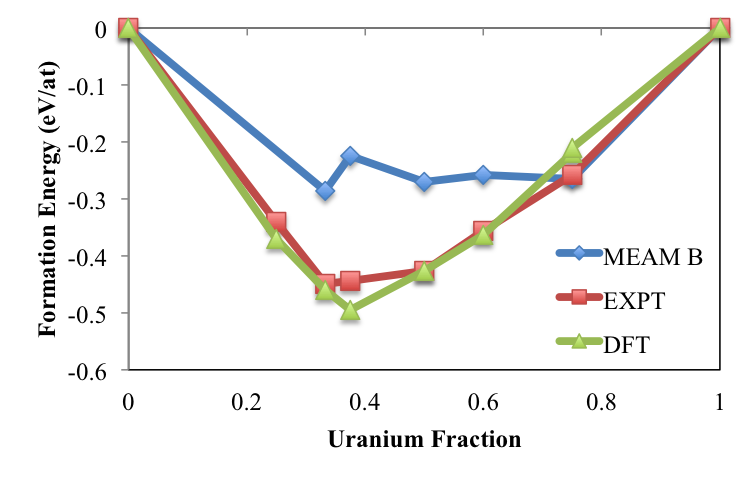 0
-0.1
-0.2
-0.3
-0.4
-0.5
-0.6
Formation Energy (eV/at)
MEAM B
EXPT
DFT
0 0.2 0.4 0.6 0.8 1
Uranium Fraction